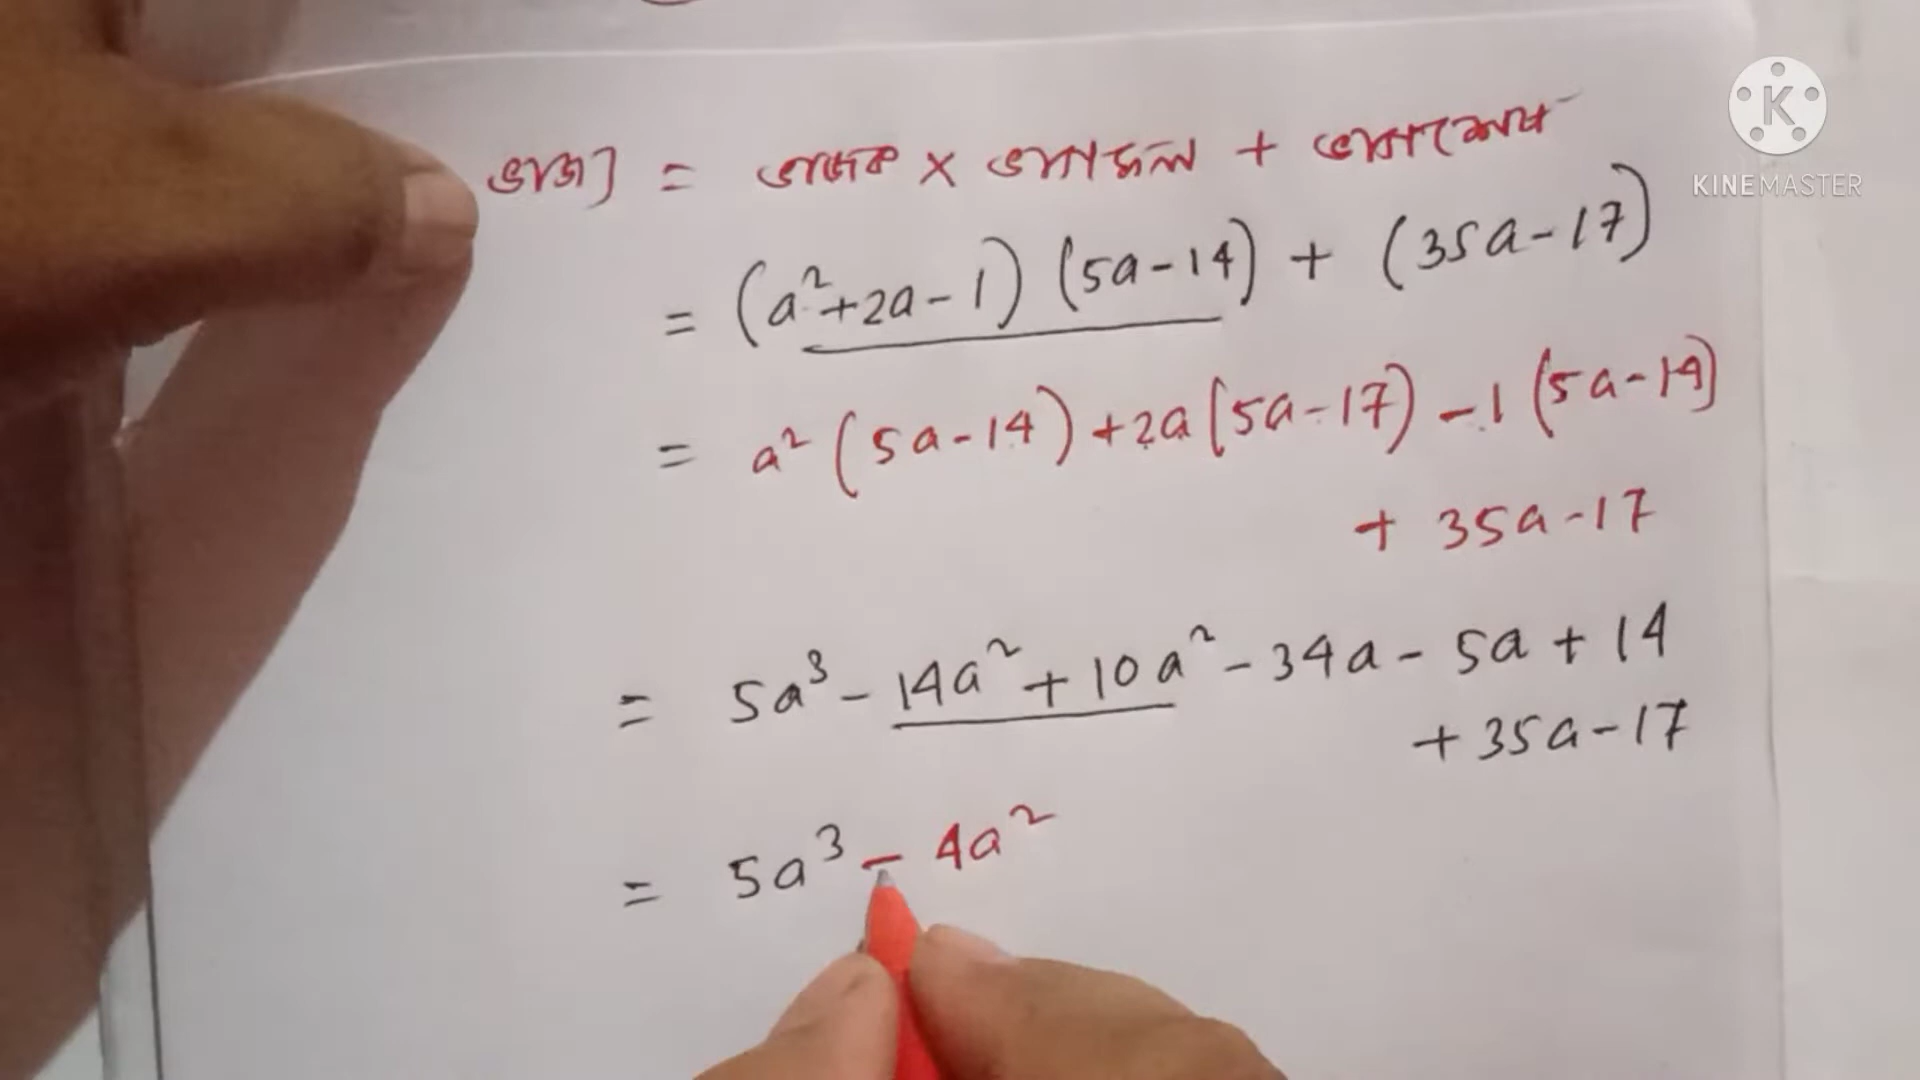 ভাজ্য = ভাজক × ভাগফল + ভাগশেষ
= (a²+2a-1) (5a-14) + (35a-17)
= a² (5a-14) +2a(5a-17) -1 (5a-14)
+ 35a-17
= 5a³ - 14a² + 10a² - 34a - 5a + 14
+ 35a-17
= 5a³ - 4a²
K
KINEMASTER